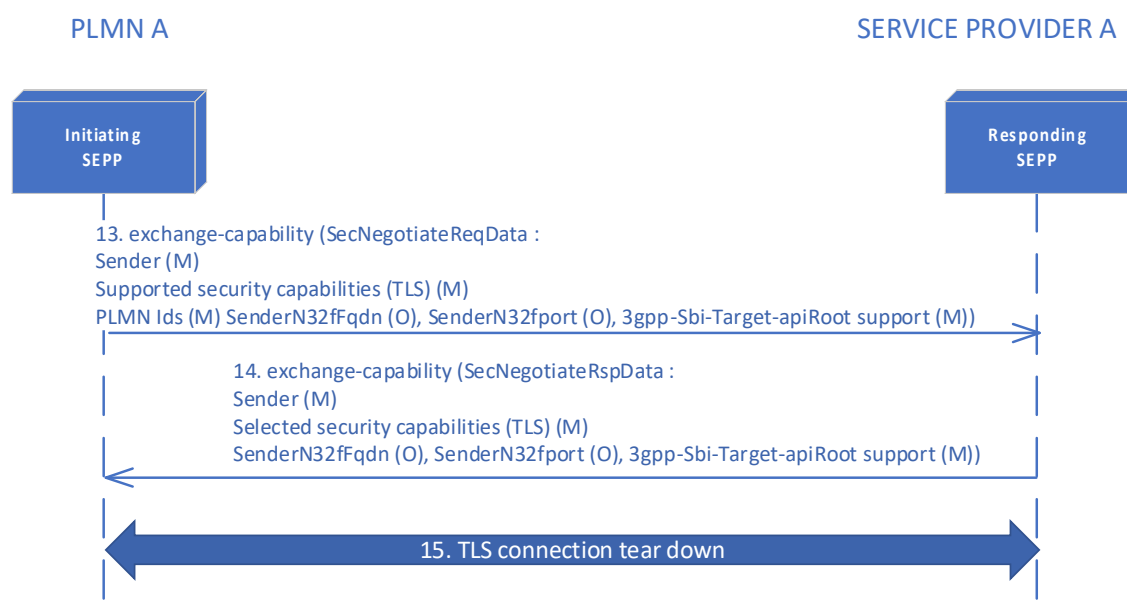 PLMN A
SERVICE PROVIDER A
Initiating
SEPP
Responding
SEPP
13. exchange-capability (SecNegotiateReqData :
Sender (M)
Supported security capabilities (TLS) (M)
PLMN Ids (M) SenderN32fFqdn (O), SenderN32fport (O), 3gpp-Sbi-Target-apiRoot support (M))
14. exchange-capability (SecNegotiateRspData :
Sender (M)
Selected security capabilities (TLS) (M)
SenderN32fFqdn (O), SenderN32fport (O), 3gpp-Sbi-Target-apiRoot support (M))
15. TLS connection tear down